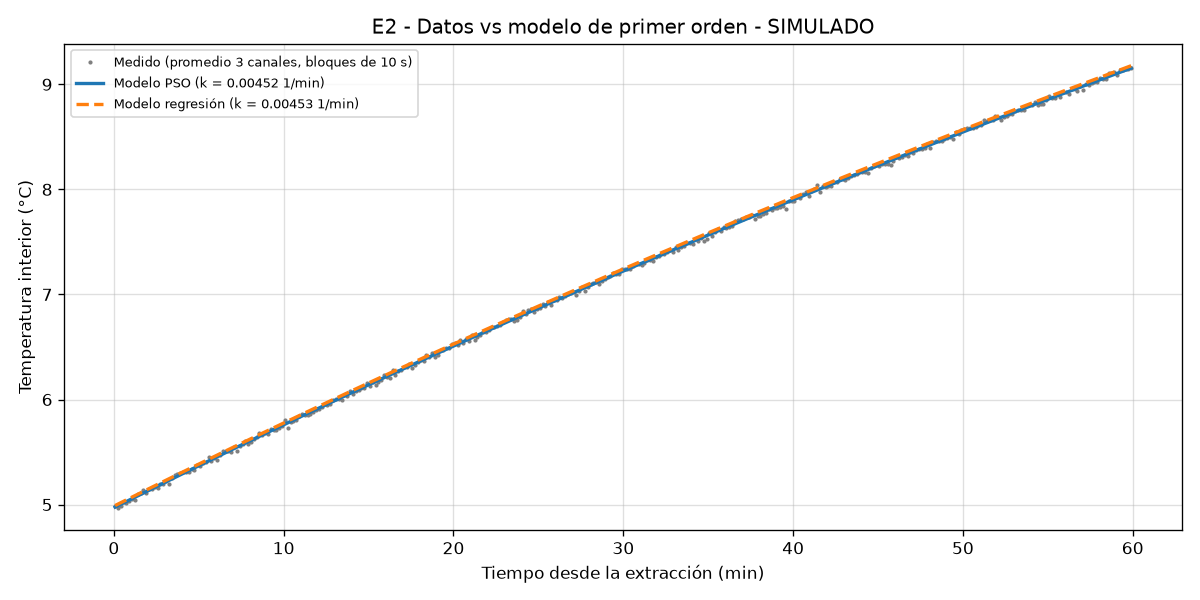 E2 - Datos vs modelo de primer orden - SIMULADO
Medido (promedio 3 canales, bloques de 10 s)
Modelo PSO (k = 0.00452 1/min)
Modelo regresión (k = 0.00453 1/min)
Temperatura interior (°C)
9
8
7
6
5
0 10 20 30 40 50 60
Tiempo desde la extracción (min)